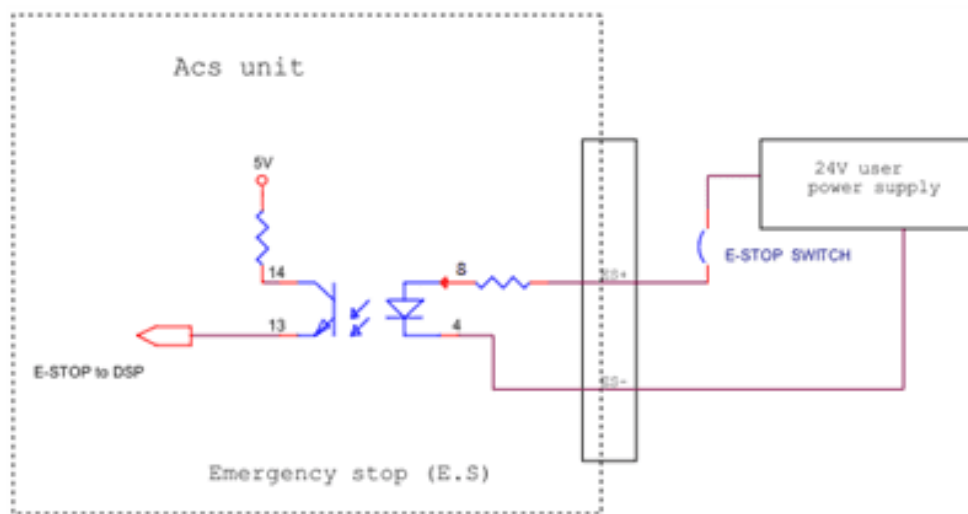 Acs unit
5V
14
13
E-STOP to DSP
8
4
ES+
ES-
E-STOP SWITCH
24V user
power supply
Emergency stop (E.S)